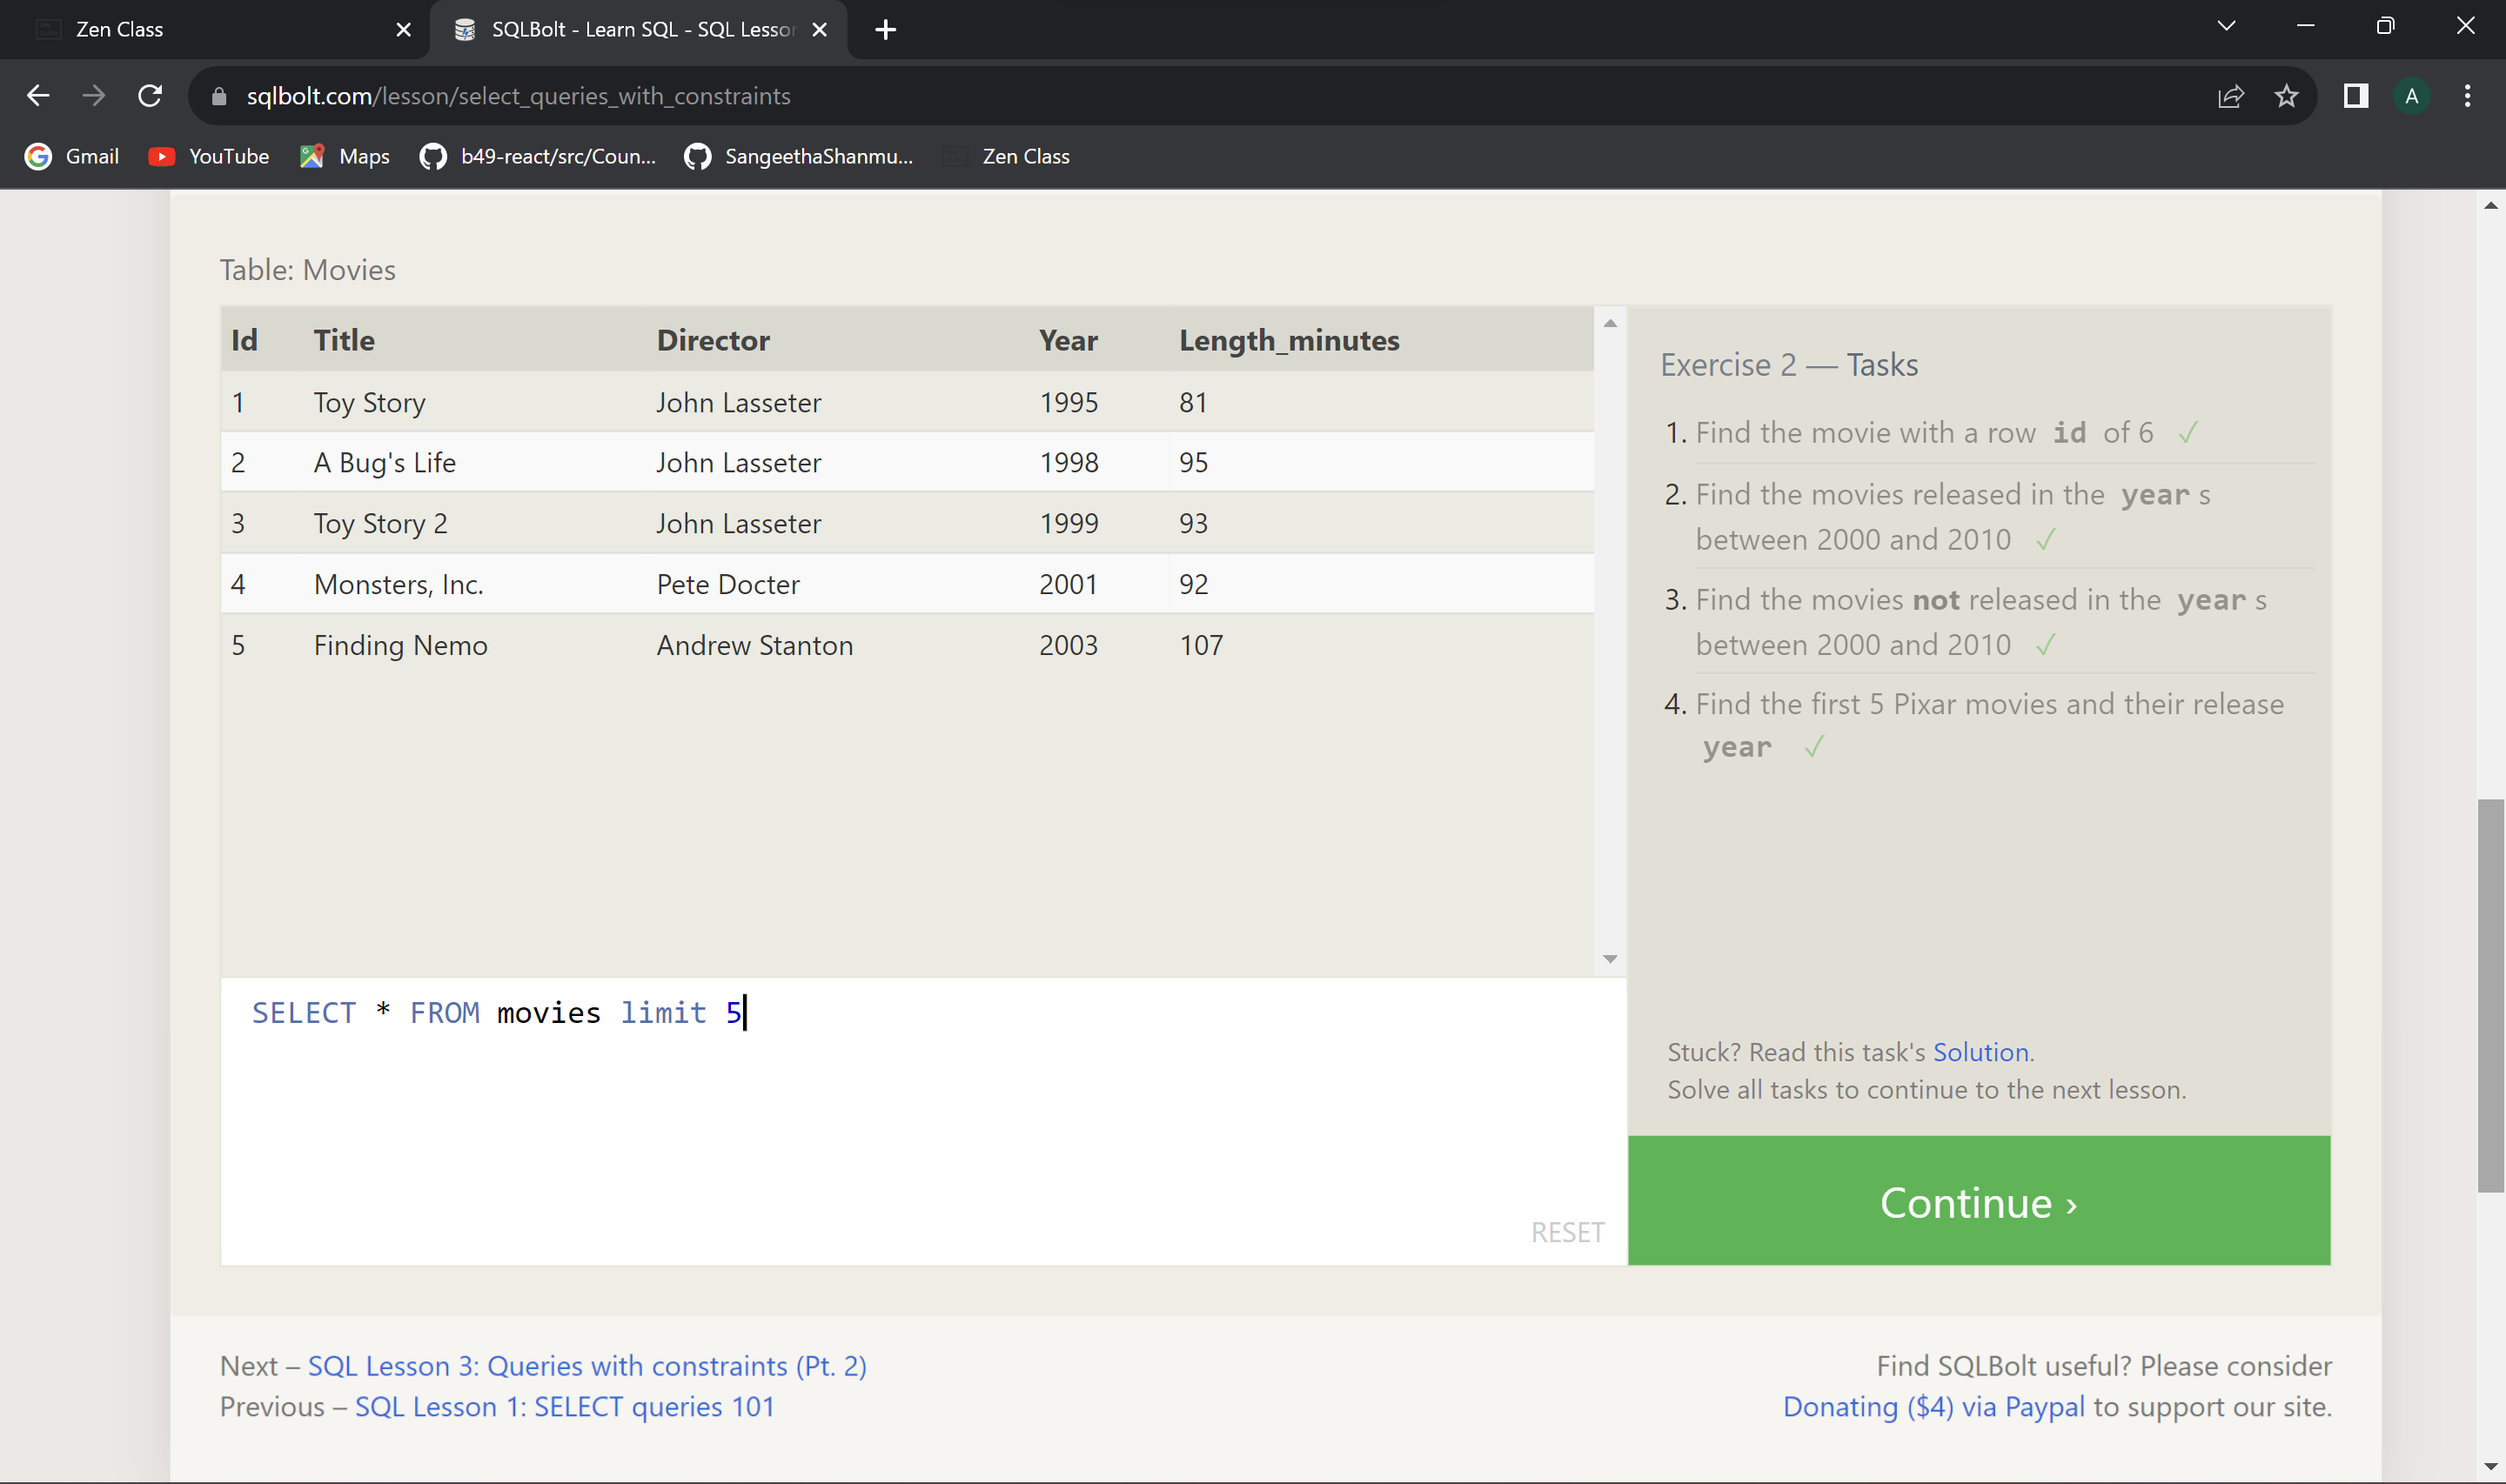 Zen Class
SQLBolt - Learn SQL - SQL Lesson
sqlbolt.com/lesson/select_queries_with_constraints
A
Gmail
YouTube
Maps
b49-react/src/Coun...
SangeethaShanmu...
Zen Class
Table: Movies
Id Title Director Year Length_minutes
1 Toy Story John Lasseter 1995 81
2 A Bug's Life John Lasseter 1998 95
3 Toy Story 2 John Lasseter 1999 93
4 Monsters, Inc. Pete Docter 2001 92
5 Finding Nemo Andrew Stanton 2003 107
SELECT * FROM movies limit 5
RESET
Exercise 2 — Tasks
1. Find the movie with a row id of 6 ✓
2. Find the movies released in the year s
between 2000 and 2010 ✓
3. Find the movies not released in the year s
between 2000 and 2010 ✓
4. Find the first 5 Pixar movies and their release
year ✓
Stuck? Read this task's Solution.
Solve all tasks to continue to the next lesson.
Continue ›
Next – SQL Lesson 3: Queries with constraints (Pt. 2)
Previous – SQL Lesson 1: SELECT queries 101
Find SQLBolt useful? Please consider
Donating ($4) via Paypal to support our site.